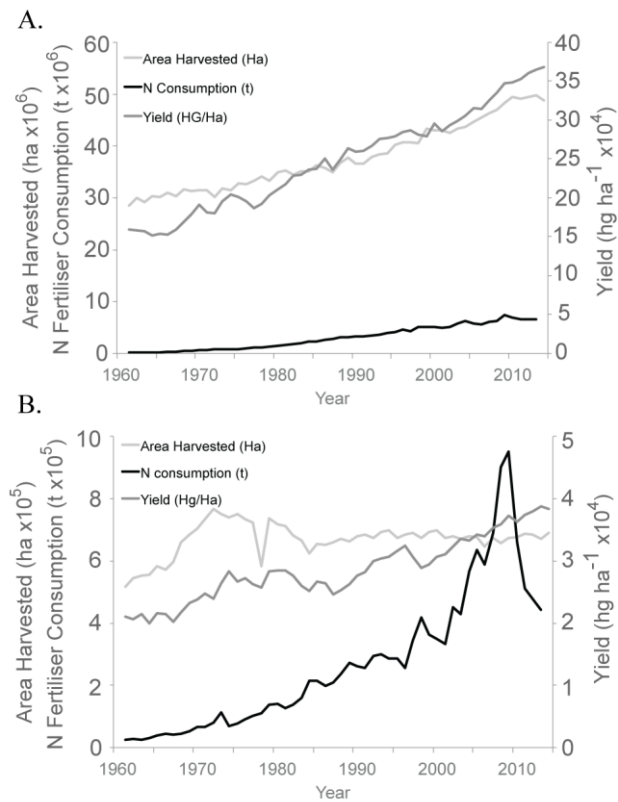 A.
Area Harvested (ha x10⁶)
N Fertiliser Consumption (t x10⁶)
60
50
40
30
20
10
0
Area Harvested (Ha)
N Consumption (t)
Yield (HG/Ha)
40
35
30
25
20
15
10
5
0
Yield (hg ha⁻¹ x10⁴)
1960 1970 1980 1990 2000 2010
Year
B.
Area Harvested (ha x10⁵)
N Fertiliser Consumption (t x10⁵)
10
8
6
4
2
0
Area Harvested (Ha)
N consumption (t)
Yield (Hg/Ha)
5
4
3
2
1
0
Yield (hg ha⁻¹ x10⁴)
1960 1970 1980 1990 2000 2010
Year